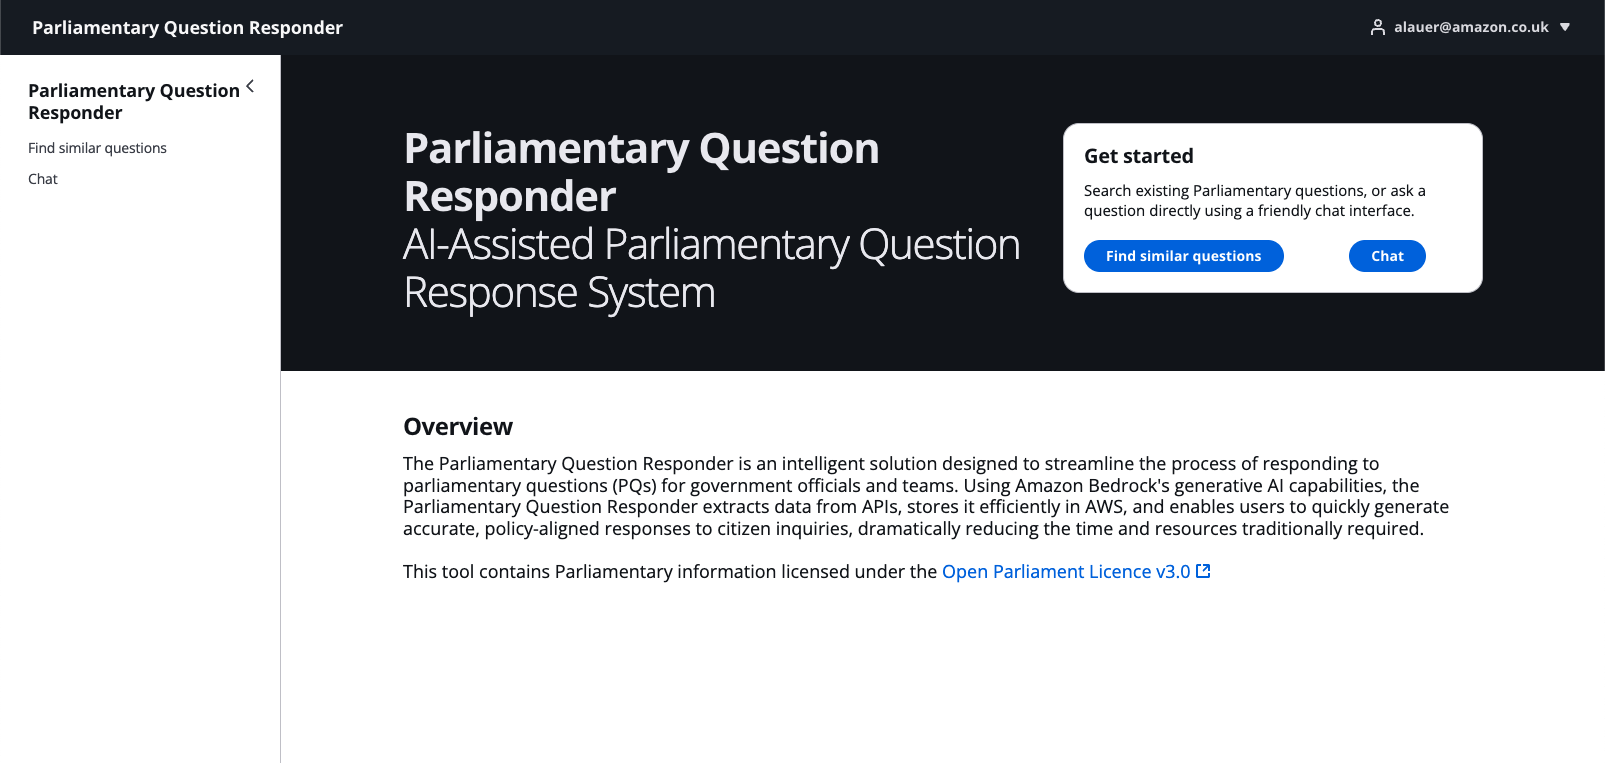 Parliamentary Question Responder
alauer@amazon.co.uk
Parliamentary Question
Responder
Find similar questions
Chat
Parliamentary Question
Responder
AI-Assisted Parliamentary Question
Response System
Get started
Search existing Parliamentary questions, or ask a
question directly using a friendly chat interface.
Find similar questions
Chat
Overview
The Parliamentary Question Responder is an intelligent solution designed to streamline the process of responding to
parliamentary questions (PQs) for government officials and teams. Using Amazon Bedrock's generative AI capabilities, the
Parliamentary Question Responder extracts data from APIs, stores it efficiently in AWS, and enables users to quickly generate
accurate, policy-aligned responses to citizen inquiries, dramatically reducing the time and resources traditionally required.
This tool contains Parliamentary information licensed under the Open Parliament Licence v3.0